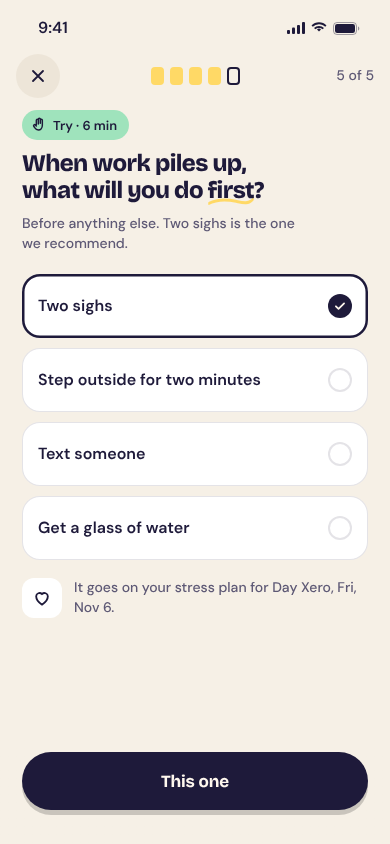 9:41
5 of 5
Try · 6 min
When work piles up,
what will you do first?
Before anything else. Two sighs is the one
we recommend.
Two sighs
Step outside for two minutes
Text someone
Get a glass of water
It goes on your stress plan for Day Xero, Fri,
Nov 6.
This one